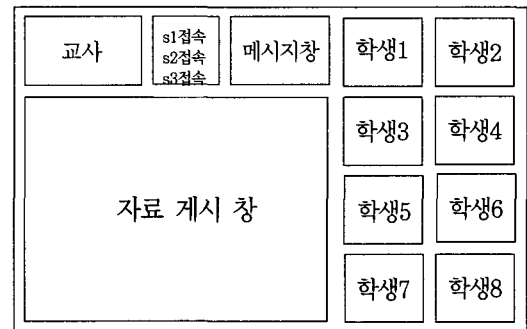 교사
s1접속
s2접속
s3접속
메시지창
학생1
학생2
학생3
학생4
자료 게시 창
학생5
학생6
학생7
학생8